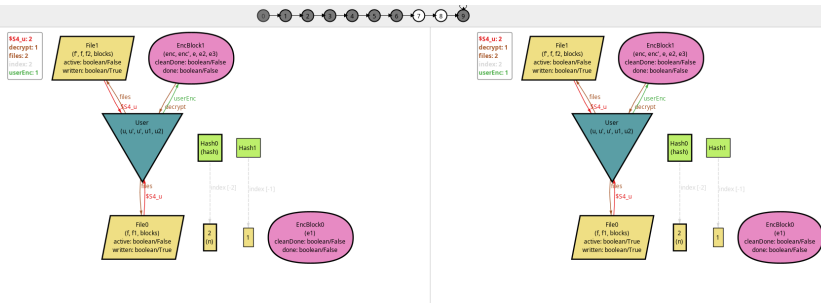 0 1 2 3 4 5 6 7 8 9
$S4_u: 2
decrypt: 1
files: 2
index: 2
userEnc: 1
File1
(f', f, f2, blocks)
active: boolean/False
written: boolean/True
EncBlock1
(enc, enc', e, e2, e3)
cleanDone: boolean/False
done: boolean/False
files
$S4_u
userEnc
decrypt
User
(u, u', u', u1, u2)
Hash0
(hash)
Hash1
files
$S4_u
index [-2]
index [-1]
File0
(f, f1, blocks)
active: boolean/False
written: boolean/True
2
(n)
1
EncBlock0
(e1)
cleanDone: boolean/False
done: boolean/False
$S4_u: 2
decrypt: 1
files: 2
index: 2
userEnc: 1
File1
(f', f, f2, blocks)
active: boolean/False
written: boolean/True
EncBlock1
(enc, enc', e, e2, e3)
cleanDone: boolean/False
done: boolean/False
files
$S4_u
userEnc
decrypt
User
(u, u', u', u1, u2)
Hash0
(hash)
Hash1
files
$S4_u
index [-2]
index [-1]
File0
(f, f1, blocks)
active: boolean/True
written: boolean/True
2
(n)
1
EncBlock0
(e1)
cleanDone: boolean/False
done: boolean/False